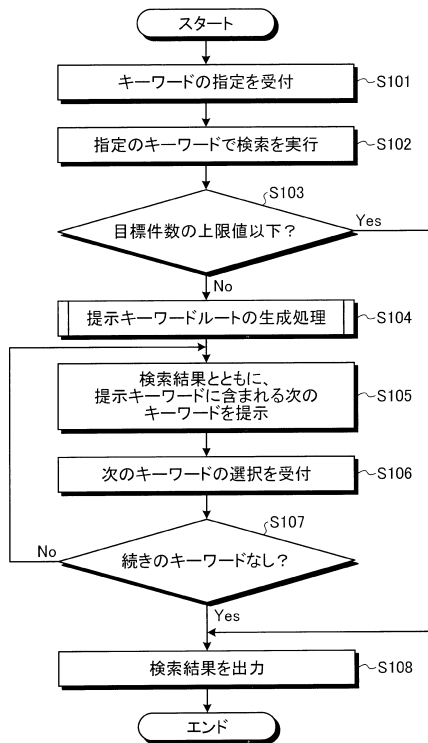 スタート
キーワードの指定を受付
S101
指定のキーワードで検索を実行
S102
S103
目標件数の上限値以下？
Yes
No
提示キーワードルートの生成処理
S104
検索結果とともに、
提示キーワードに含まれる次の
キーワードを提示
S105
次のキーワードの選択を受付
S106
S107
No
続きのキーワードなし？
Yes
検索結果を出力
S108
エンド